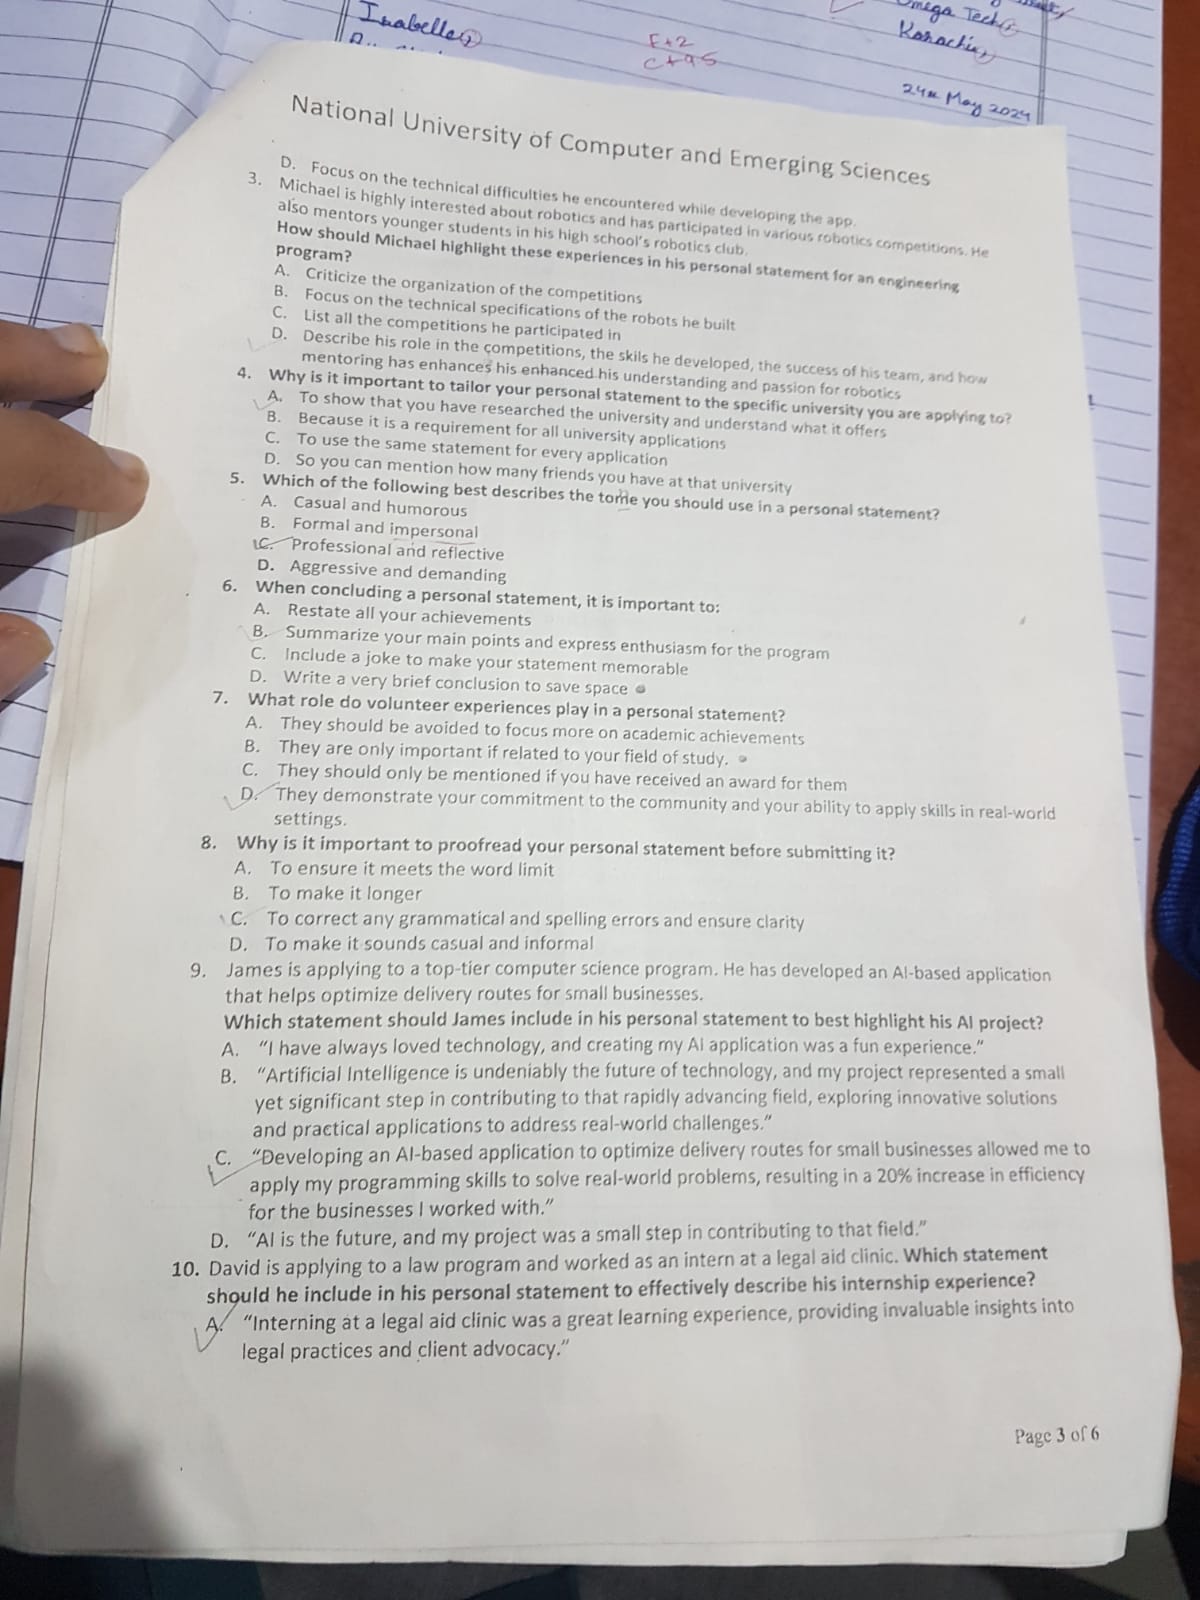 Inabelle
Omega Tech
Karachi,
E+2
C+95
24th May 2024
National University of Computer and Emerging Sciences
D. Focus on the technical difficulties he encountered while developing the app.
3. Michael is highly interested about robotics and has participated in various robotics competitions. He
also mentors younger students in his high school's robotics club.
How should Michael highlight these experiences in his personal statement for an engineering
program?
A. Criticize the organization of the competitions
B. Focus on the technical specifications of the robots he built
C. List all the competitions he participated in
D. Describe his role in the competitions, the skils he developed, the success of his team, and how
mentoring has enhances his enhanced his understanding and passion for robotics
4. Why is it important to tailor your personal statement to the specific university you are applying to?
A. To show that you have researched the university and understand what it offers
B. Because it is a requirement for all university applications
C. To use the same statement for every application
D. So you can mention how many friends you have at that university
5. Which of the following best describes the tome you should use in a personal statement?
A. Casual and humorous
B. Formal and impersonal
C. Professional and reflective
D. Aggressive and demanding
6. When concluding a personal statement, it is important to:
A. Restate all your achievements
B. Summarize your main points and express enthusiasm for the program
C. Include a joke to make your statement memorable
D. Write a very brief conclusion to save space
7. What role do volunteer experiences play in a personal statement?
A. They should be avoided to focus more on academic achievements
B. They are only important if related to your field of study.
C. They should only be mentioned if you have received an award for them
D. They demonstrate your commitment to the community and your ability to apply skills in real-world
settings.
8. Why is it important to proofread your personal statement before submitting it?
A. To ensure it meets the word limit
B. To make it longer
C. To correct any grammatical and spelling errors and ensure clarity
D. To make it sounds casual and informal
9. James is applying to a top-tier computer science program. He has developed an AI-based application
that helps optimize delivery routes for small businesses.
Which statement should James include in his personal statement to best highlight his AI project?
A. "I have always loved technology, and creating my AI application was a fun experience."
B. "Artificial Intelligence is undeniably the future of technology, and my project represented a small
yet significant step in contributing to that rapidly advancing field, exploring innovative solutions
and practical applications to address real-world challenges."
C. "Developing an AI-based application to optimize delivery routes for small businesses allowed me to
apply my programming skills to solve real-world problems, resulting in a 20% increase in efficiency
for the businesses I worked with."
D. "AI is the future, and my project was a small step in contributing to that field."
10. David is applying to a law program and worked as an intern at a legal aid clinic. Which statement
should he include in his personal statement to effectively describe his internship experience?
A. "Interning at a legal aid clinic was a great learning experience, providing invaluable insights into
legal practices and client advocacy."
Page 3 of 6